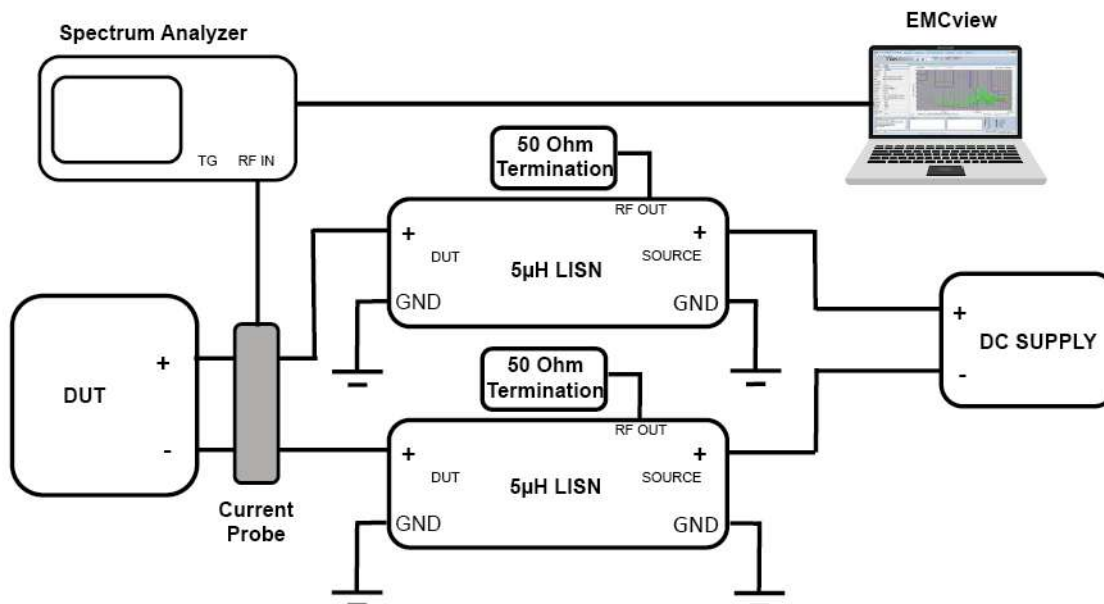 EMCview
Spectrum Analyzer
TG RF IN
50 Ohm
Termination
RF OUT
+ +
DUT SOURCE
5µH LISN
GND GND
+
DC SUPPLY
-
+
DUT
-
50 Ohm
Termination
RF OUT
+ +
DUT SOURCE
5µH LISN
GND GND
Current
Probe